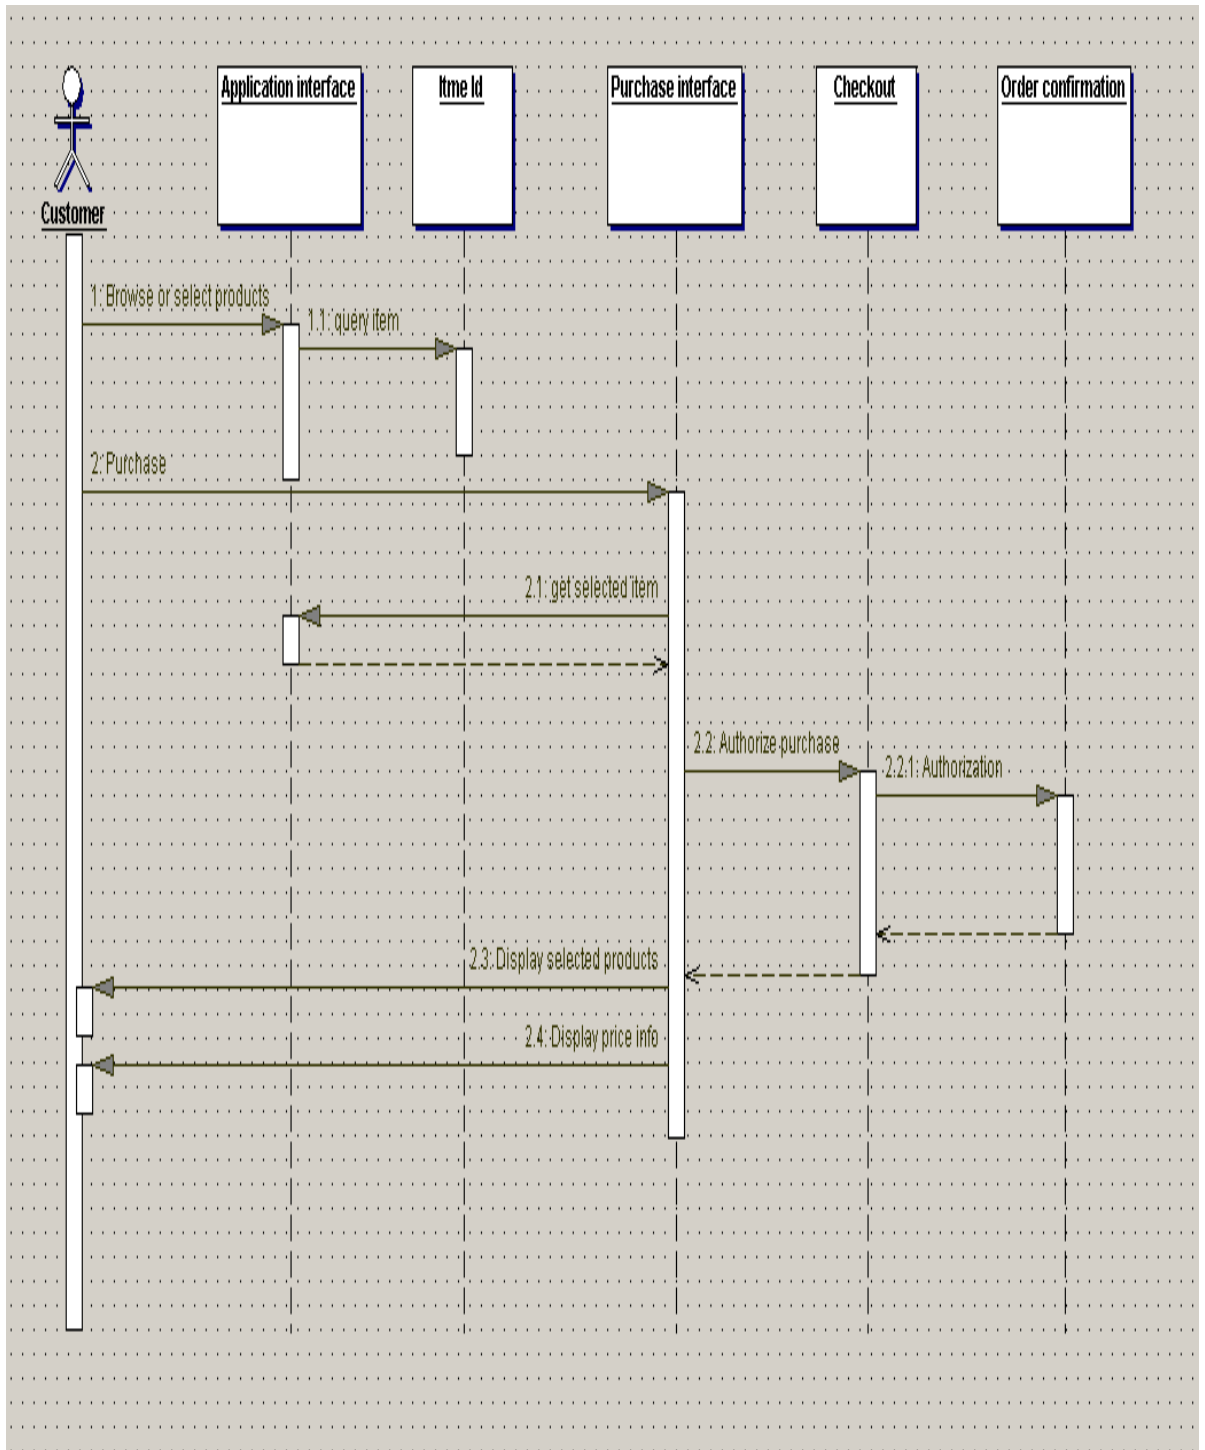 Application interface
Itme Id
Purchase interface
Checkout
Order confirmation
Customer
1: Browse or select products
1.1: query item
2: Purchase
2.1: get selected item
2.2: Authorize purchase
2.2.1: Authorization
2.3: Display selected products
2.4: Display price info